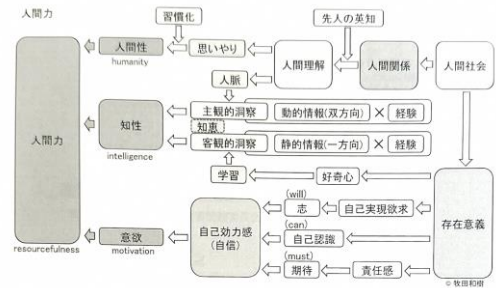 人間力
習慣化
先人の英知
人間性
humanity
思いやり
人間理解
人間関係
人間社会
人脈
人間力
resourcefulness
知性
intelligence
主観的洞察
動的情報(双方向)
×
経験
知恵
客観的洞察
静的情報(一方向)
×
経験
学習
好奇心
存在意義
意欲
motivation
自己効力感
(自信)
(will)
志
自己実現欲求
(can)
自己認識
(must)
期待
責任感
© 牧田和樹